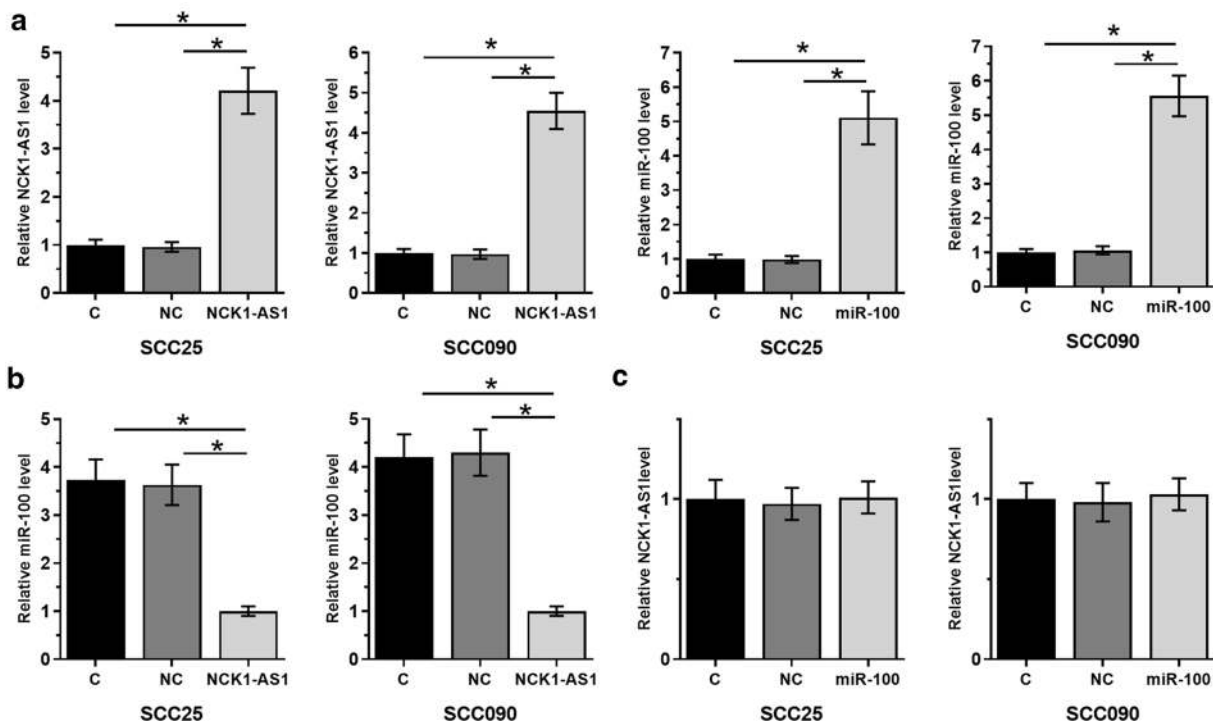 a
* *
Relative NCK1-AS1 level
5
4
3
2
1
0
C NC NCK1-AS1
SCC25
* *
Relative NCK1-AS1 level
6
5
4
3
2
1
0
C NC NCK1-AS1
SCC090
* *
Relative miR-100 level
7
6
5
4
3
2
1
0
C NC miR-100
SCC25
* *
Relative miR-100 level
7
6
5
4
3
2
1
0
C NC miR-100
SCC090
b
* *
Relative miR-100 level
5
4
3
2
1
0
C NC NCK1-AS1
SCC25
* *
Relative miR-100 level
5
4
3
2
1
0
C NC NCK1-AS1
SCC090
c
Relative NCK1-AS1level
1
0
C NC miR-100
SCC25
Relative NCK1-AS1level
1
0
C NC miR-100
SCC090